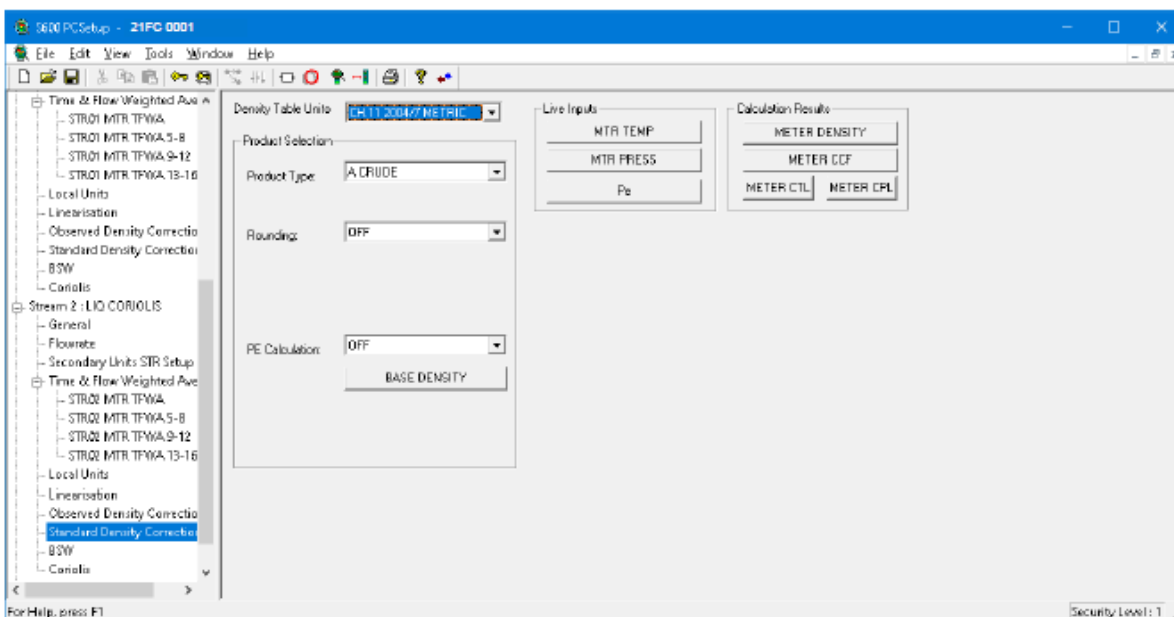 S600 PCSetup - 21FC 0001
File Edit View Tools Window Help
Time & Flow Weighted Ave
STR01 MTR TFWA
STR01 MTR TFWA 5-8
STR01 MTR TFWA 9-12
STR01 MTR TFWA 13-16
Local Units
Linearisation
Observed Density Correctio
Standard Density Correction
BSW
Coriolis
Stream 2 : LIQ CORIOLIS
General
Flowrate
Secondary Units STR Setup
Time & Flow Weighted Ave
STR02 MTR TFWA
STR02 MTR TFWA 5-8
STR02 MTR TFWA 9-12
STR02 MTR TFWA 13-16
Local Units
Linearisation
Observed Density Correctio
Standard Density Correction
BSW
Coriolis
Density Table Units CH 11 2004/7 METRIC
Product Selection
Product Type: A CRUDE
Rounding: OFF
PE Calculation: OFF
BASE DENSITY
Live Inputs
MTR TEMP
MTR PRESS
Pe
Calculation Results
METER DENSITY
METER CCF
METER CTL METER CPL
For Help, press F1
Security Level : 1